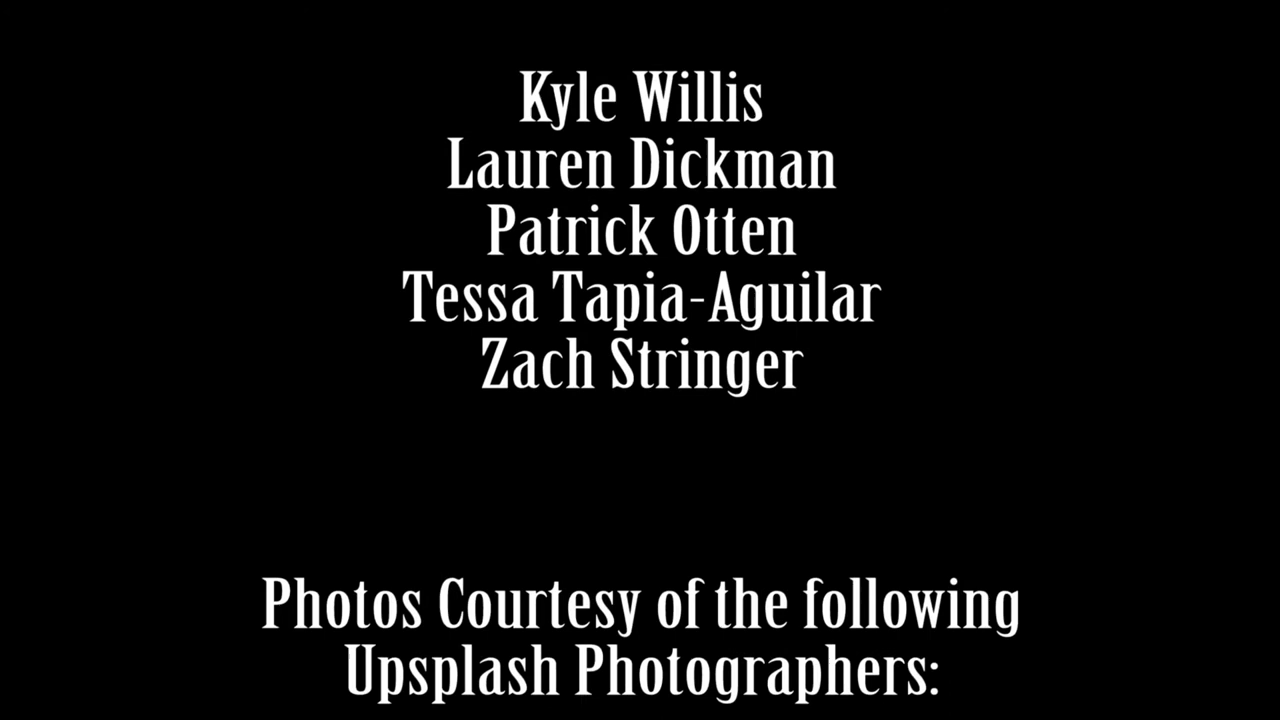 Kyle Willis
Lauren Dickman
Patrick Otten
Tessa Tapia-Aguilar
Zach Stringer
Photos Courtesy of the following
Upsplash Photographers: